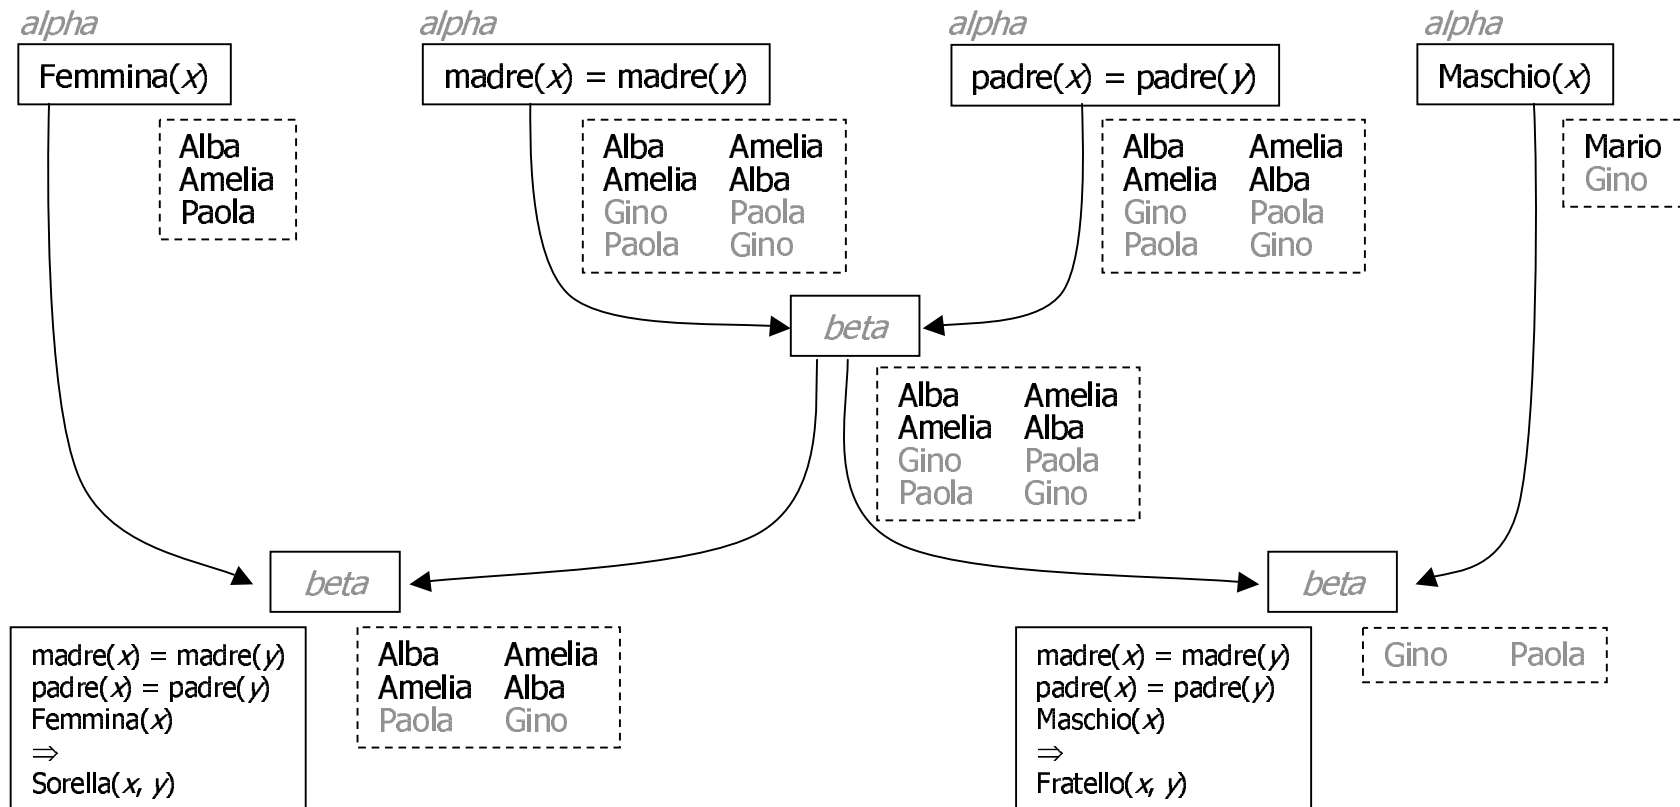 alpha
Femmina(x)
Alba
Amelia
Paola
alpha
madre(x) = madre(y)
Alba Amelia
Amelia Alba
Gino Paola
Paola Gino
alpha
padre(x) = padre(y)
Alba Amelia
Amelia Alba
Gino Paola
Paola Gino
alpha
Maschio(x)
Mario
Gino
beta
Alba Amelia
Amelia Alba
Gino Paola
Paola Gino
beta
madre(x) = madre(y)
padre(x) = padre(y)
Femmina(x)
⇒
Sorella(x, y)
Alba Amelia
Amelia Alba
Paola Gino
beta
madre(x) = madre(y)
padre(x) = padre(y)
Maschio(x)
⇒
Fratello(x, y)
Gino Paola